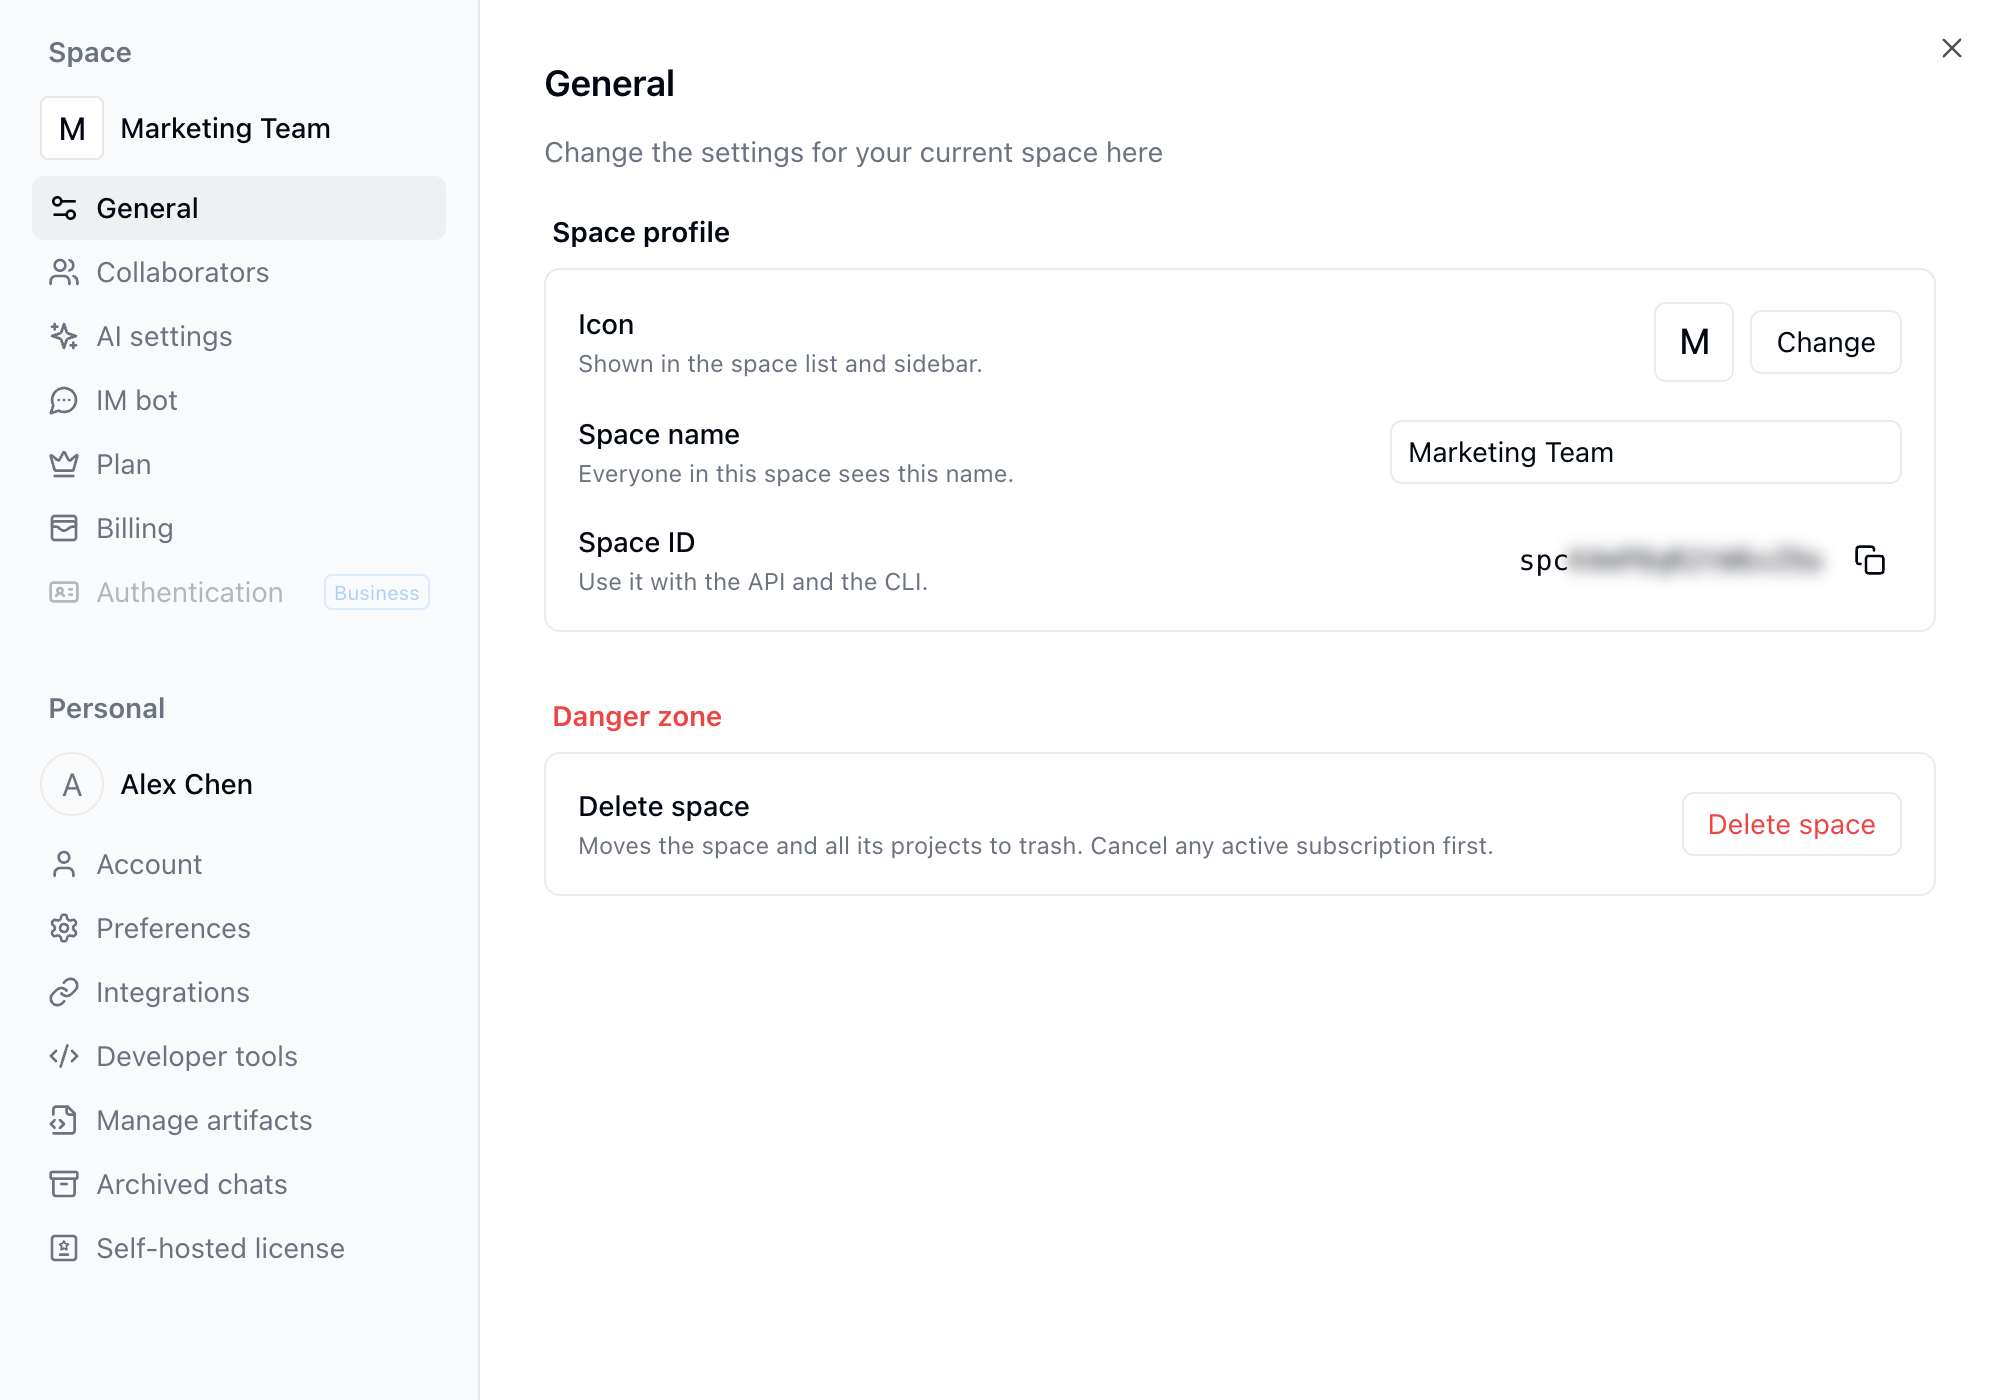 Space
M
Marketing Team
General
Collaborators
AI settings
IM bot
Plan
Billing
Authentication
Business
Personal
A
Alex Chen
Account
Preferences
Integrations
Developer tools
Manage artifacts
Archived chats
Self-hosted license
General
Change the settings for your current space here
Space profile
Icon
Shown in the space list and sidebar.
M
Change
Space name
Everyone in this space sees this name.
Marketing Team
Space ID
Use it with the API and the CLI.
spc
Danger zone
Delete space
Moves the space and all its projects to trash. Cancel any active subscription first.
Delete space